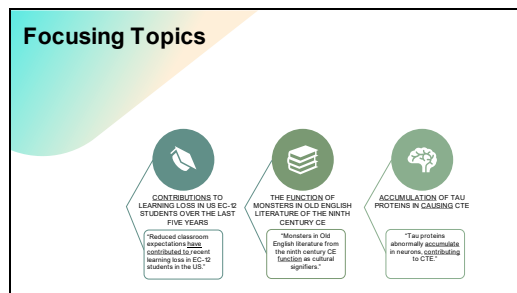 Focusing Topics
CONTRIBUTIONS TO
LEARNING LOSS IN US EC-12
STUDENTS OVER THE LAST
FIVE YEARS
"Reduced classroom
expectations have
contributed to recent
learning loss in EC-12
students in the US."
THE FUNCTION OF
MONSTERS IN OLD ENGLISH
LITERATURE OF THE NINTH
CENTURY CE
"Monsters in Old
English literature from
the ninth century CE
function as cultural
signifiers."
ACCUMULATION OF TAU
PROTEINS IN CAUSING CTE
"Tau proteins
abnormally accumulate
in neurons, contributing
to CTE."